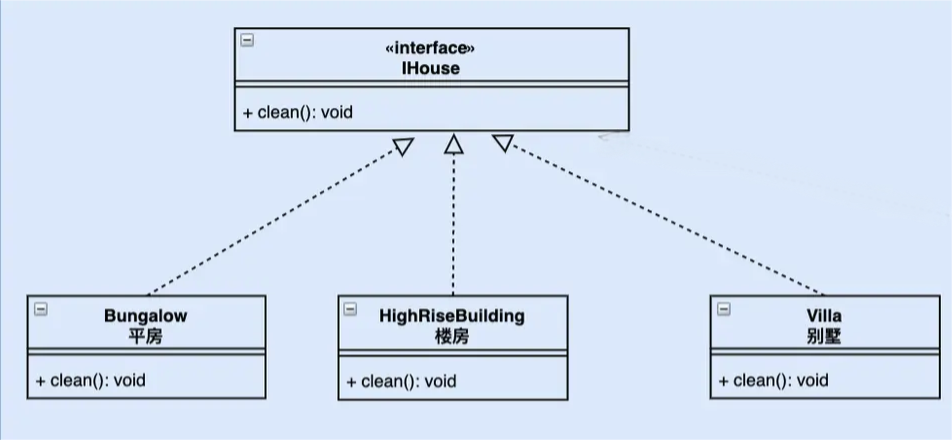 «interface»
IHouse
+ clean(): void
Bungalow
平房
+ clean(): void
HighRiseBuilding
楼房
+ clean(): void
Villa
别墅
+ clean(): void